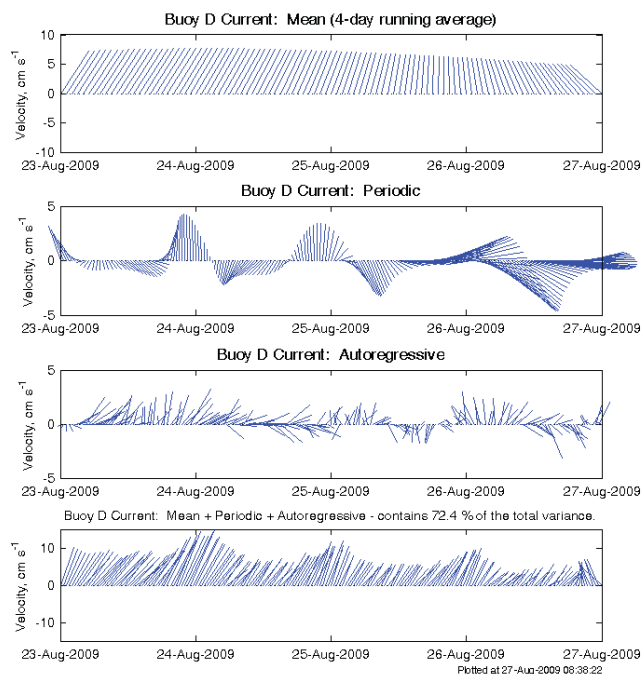 Buoy D Current: Mean (4-day running average)
10
5
0
-5
-10
Velocity, cm s-1
23-Aug-2009 24-Aug-2009 25-Aug-2009 26-Aug-2009 27-Aug-2009
Buoy D Current: Periodic
5
0
-5
Velocity, cm s-1
23-Aug-2009 24-Aug-2009 25-Aug-2009 26-Aug-2009 27-Aug-2009
Buoy D Current: Autoregressive
5
0
-5
Velocity, cm s-1
23-Aug-2009 24-Aug-2009 25-Aug-2009 26-Aug-2009 27-Aug-2009
Buoy D Current: Mean + Periodic + Autoregressive - contains 72.4 % of the total variance.
10
0
-10
Velocity, cm s-1
23-Aug-2009 24-Aug-2009 25-Aug-2009 26-Aug-2009 27-Aug-2009
Plotted at 27-Aug-2009 08:38:22